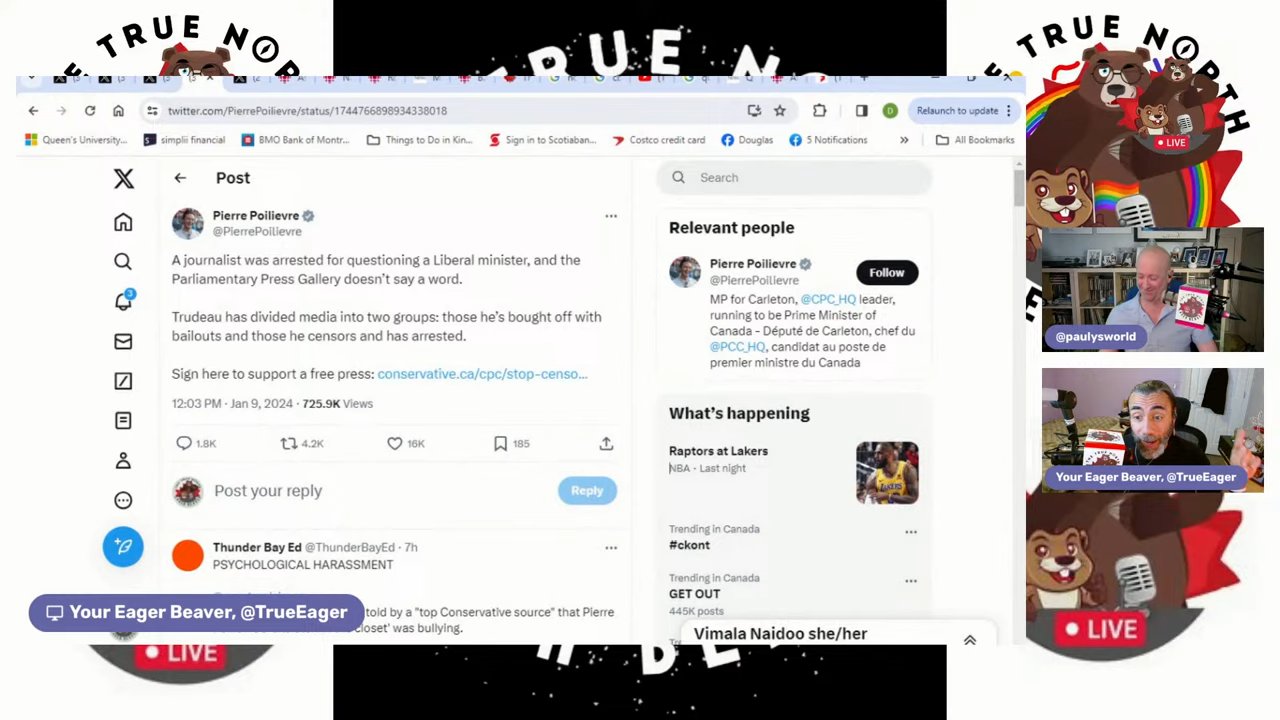 THE TRUE NORTH
TRUE NO
THE TRUE NORTH
twitter.com/PierrePoilievre/status/1744766898934338018
Relaunch to update
Queen's University...
simplii financial
BMO Bank of Montr...
Things to Do in Kin...
Sign in to Scotiaban...
Costco credit card
Douglas
5 Notifications
All Bookmarks
LIVE
Post
Pierre Poilievre
@PierrePoilievre
A journalist was arrested for questioning a Liberal minister, and the
Parliamentary Press Gallery doesn't say a word.
Trudeau has divided media into two groups: those he's bought off with
bailouts and those he censors and has arrested.
Sign here to support a free press: conservative.ca/cpc/stop-censo...
12:03 PM · Jan 9, 2024 · 725.9K Views
1.8K 4.2K 16K 185
Post your reply
Reply
Thunder Bay Ed @ThunderBayEd · 7h
PSYCHOLOGICAL HARASSMENT
told by a "top Conservative source" that Pierre
closet' was bullying.
Your Eager Beaver, @TrueEager
Search
Relevant people
Pierre Poilievre
@PierrePoilievre
Follow
MP for Carleton, @CPC_HQ leader,
running to be Prime Minister of
Canada - Député de Carleton, chef du
@PCC_HQ, candidat au poste de
premier ministre du Canada
What's happening
Raptors at Lakers
NBA · Last night
Trending in Canada
#ckont
Trending in Canada
GET OUT
445K posts
Vimala Naidoo she/her
@paulysworld
Your Eager Beaver, @TrueEager
LIVE
LIVE